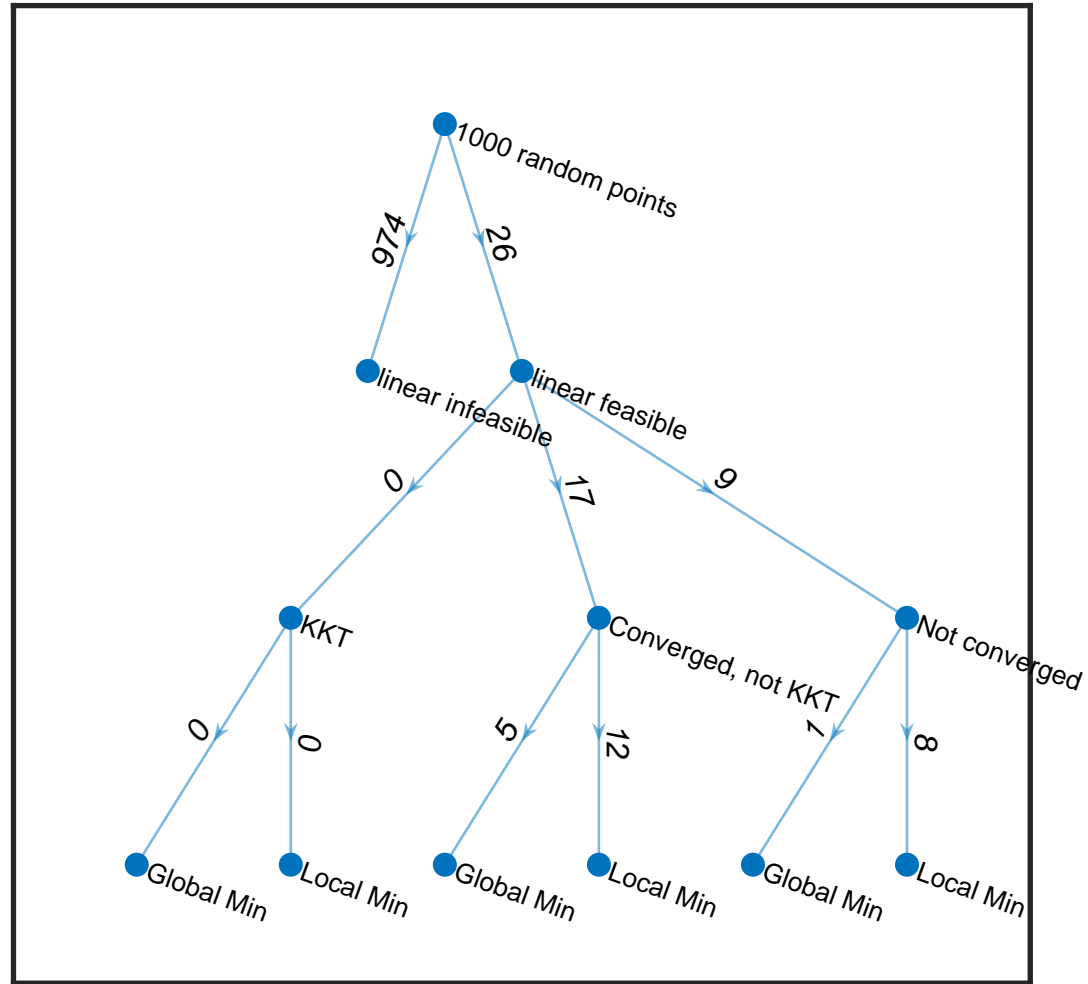 1000 random points
974
26
linear infeasible
linear feasible
0
17
9
KKT
Converged, not KKT
Not converged
0
0
5
12
1
8
Global Min
Local Min
Global Min
Local Min
Global Min
Local Min